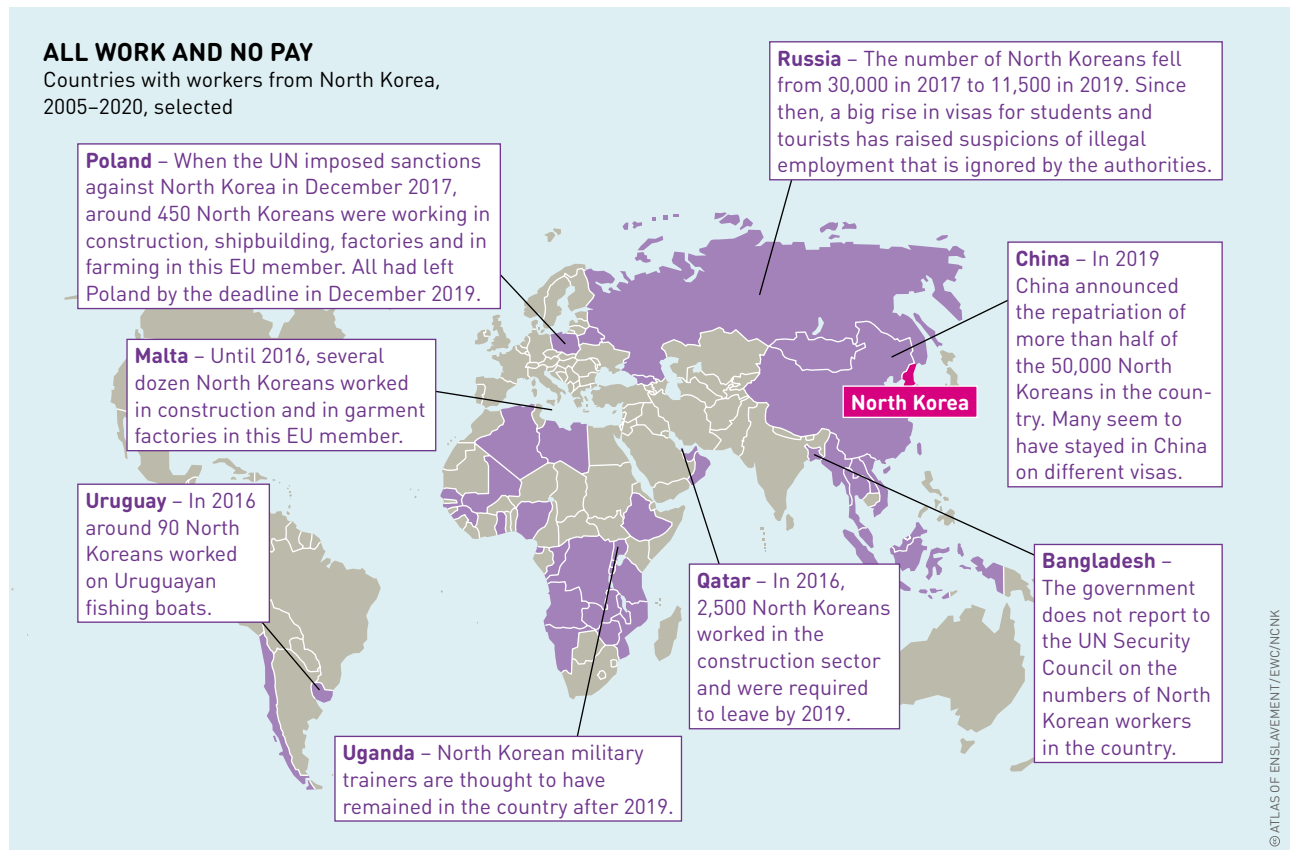 ALL WORK AND NO PAY
Countries with workers from North Korea,
2005–2020, selected
Russia – The number of North Koreans fell
from 30,000 in 2017 to 11,500 in 2019. Since
then, a big rise in visas for students and
tourists has raised suspicions of illegal
employment that is ignored by the authorities.
Poland – When the UN imposed sanctions
against North Korea in December 2017,
around 450 North Koreans were working in
construction, shipbuilding, factories and in
farming in this EU member. All had left
Poland by the deadline in December 2019.
China – In 2019
China announced
the repatriation of
more than half of
the 50,000 North
Koreans in the coun-
try. Many seem to
have stayed in China
on different visas.
Malta – Until 2016, several
dozen North Koreans worked
in construction and in garment
factories in this EU member.
North Korea
Uruguay – In 2016
around 90 North
Koreans worked
on Uruguayan
fishing boats.
Qatar – In 2016,
2,500 North Koreans
worked in the
construction sector
and were required
to leave by 2019.
Bangladesh –
The government
does not report to
the UN Security
Council on the
numbers of North
Korean workers
in the country.
Uganda – North Korean military
trainers are thought to have
remained in the country after 2019.
ATLAS OF ENSLAVEMENT/EWC/NCNK